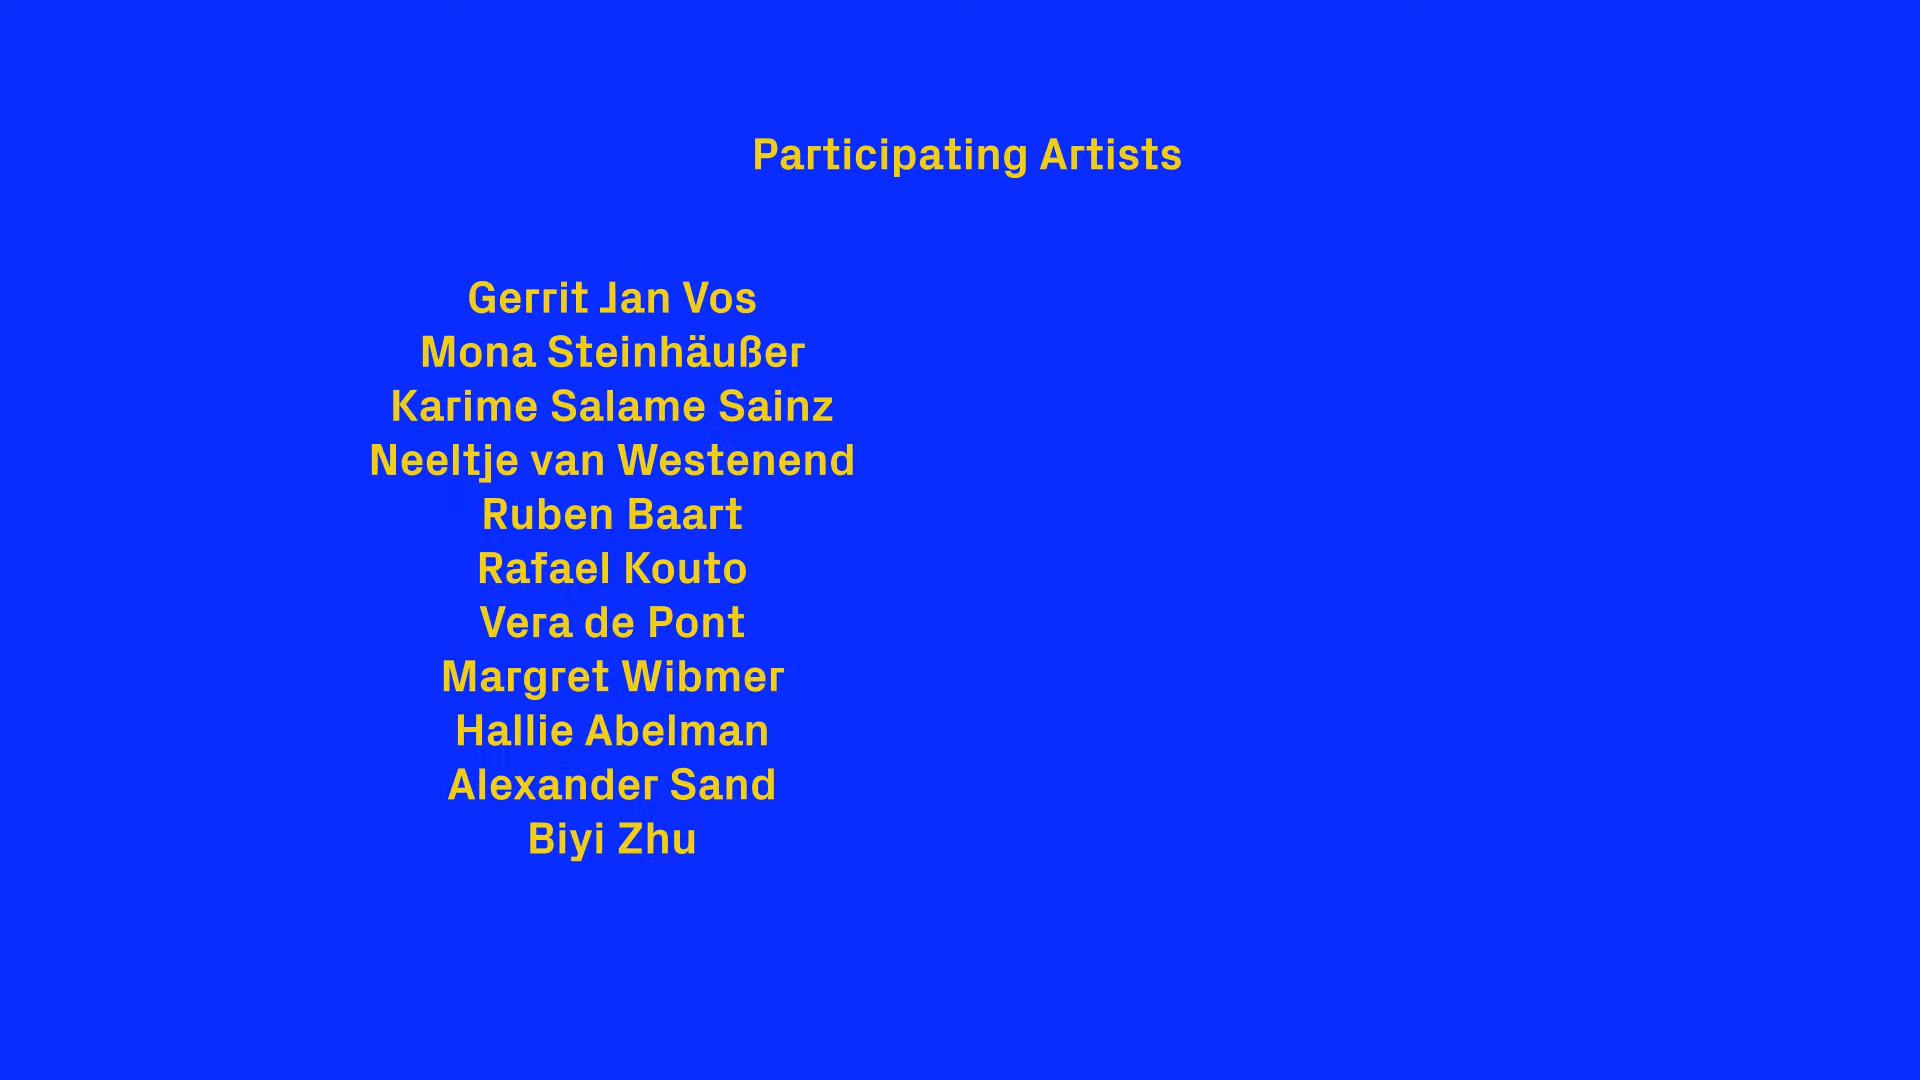 Participating Artists
Gerrit Jan Vos
Mona Steinhäußer
Karime Salame Sainz
Neeltje van Westenend
Ruben Baart
Rafael Kouto
Vera de Pont
Margret Wibmer
Hallie Abelman
Alexander Sand
Biyi Zhu